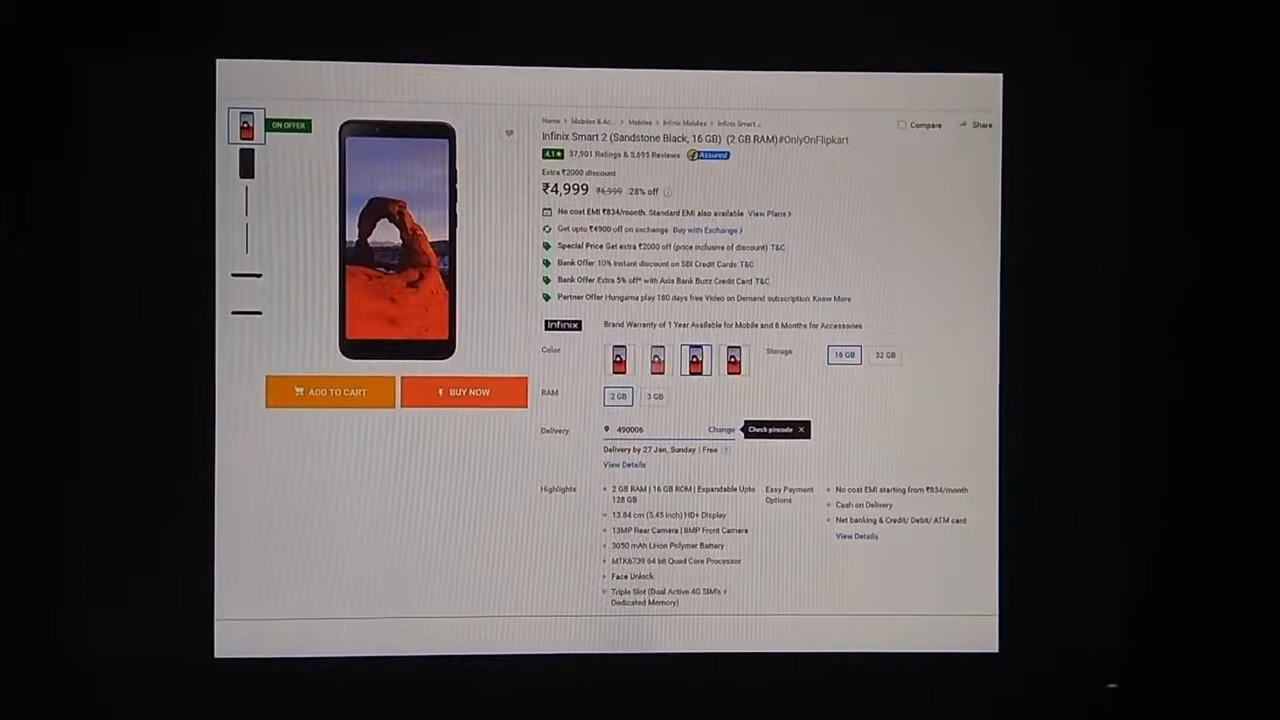 Home > Mobiles & Ac... > Mobiles > Infinix Mobiles > Infinix Smart ...
Compare
Share
ON OFFER
Infinix Smart 2 (Sandstone Black, 16 GB) (2 GB RAM)#OnlyOnFlipkart
4.1★ 37,901 Ratings & 5,695 Reviews Assured
Extra ₹2000 discount
₹4,999 ₹6,999 28% off
No cost EMI ₹834/month. Standard EMI also available View Plans >
Get upto ₹4900 off on exchange Buy with Exchange >
Special Price Get extra ₹2000 off (price inclusive of discount) T&C
Bank Offer 10% Instant discount on SBI Credit Cards T&C
Bank Offer Extra 5% off* with Axis Bank Buzz Credit Card T&C
Partner Offer Hungama play 180 days free Video on Demand subscription Know More
Infinix Brand Warranty of 1 Year Available for Mobile and 6 Months for Accessories
Color
Storage 16 GB 32 GB
RAM 2 GB 3 GB
ADD TO CART
BUY NOW
Delivery 490006 Change Check pincode X
Delivery by 27 Jan, Sunday | Free ?
View Details
Highlights
2 GB RAM | 16 GB ROM | Expandable Upto
128 GB
13.84 cm (5.45 inch) HD+ Display
13MP Rear Camera | 8MP Front Camera
3050 mAh Li-ion Polymer Battery
MTK6739 64 bit Quad Core Processor
Face Unlock
Triple Slot (Dual Active 4G SIM's +
Dedicated Memory)
Easy Payment
Options
No cost EMI starting from ₹834/month
Cash on Delivery
Net banking & Credit/ Debit/ ATM card
View Details